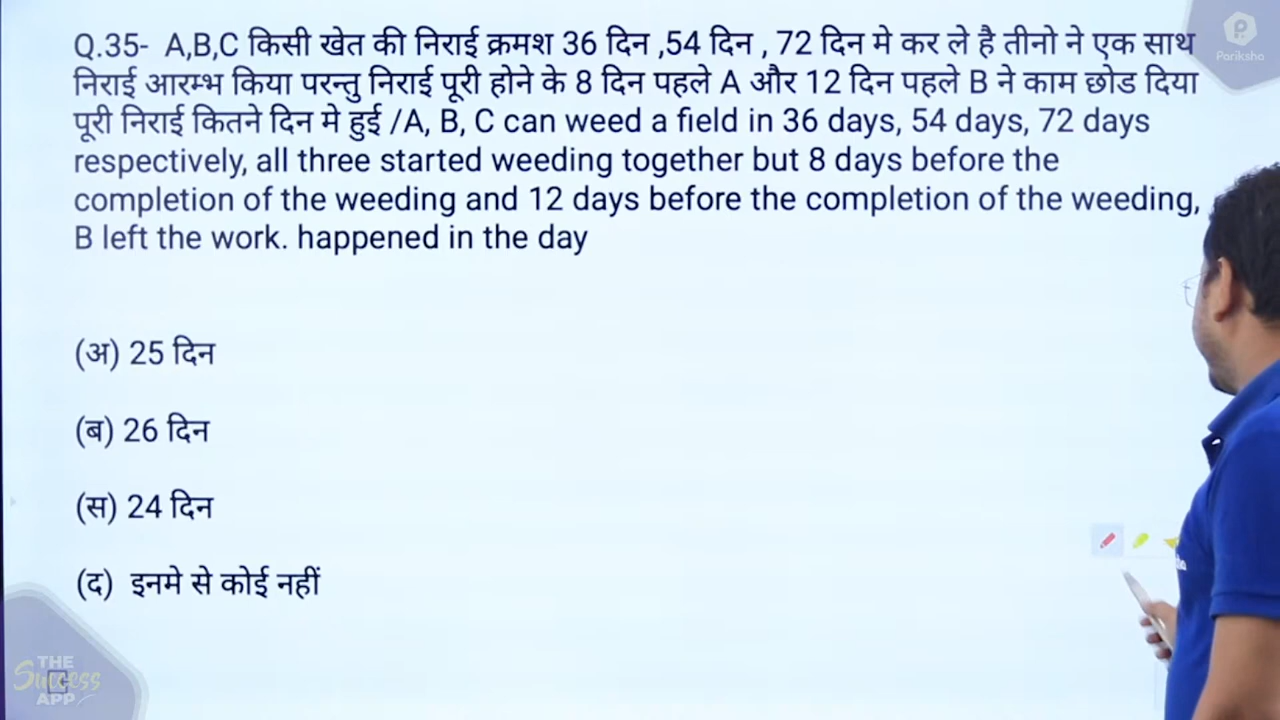 Q.35- A,B,C किसी खेत की निराई क्रमश 36 दिन ,54 दिन , 72 दिन मे कर ले है तीनो ने एक साथ
निराई आरम्भ किया परन्तु निराई पूरी होने के 8 दिन पहले A और 12 दिन पहले B ने काम छोड दिया
पूरी निराई कितने दिन मे हुई /A, B, C can weed a field in 36 days, 54 days, 72 days
respectively, all three started weeding together but 8 days before the
completion of the weeding and 12 days before the completion of the weeding,
B left the work. happened in the day
(अ) 25 दिन
(ब) 26 दिन
(स) 24 दिन
(द) इनमे से कोई नहीं
Pariksha
THE
Success
APP